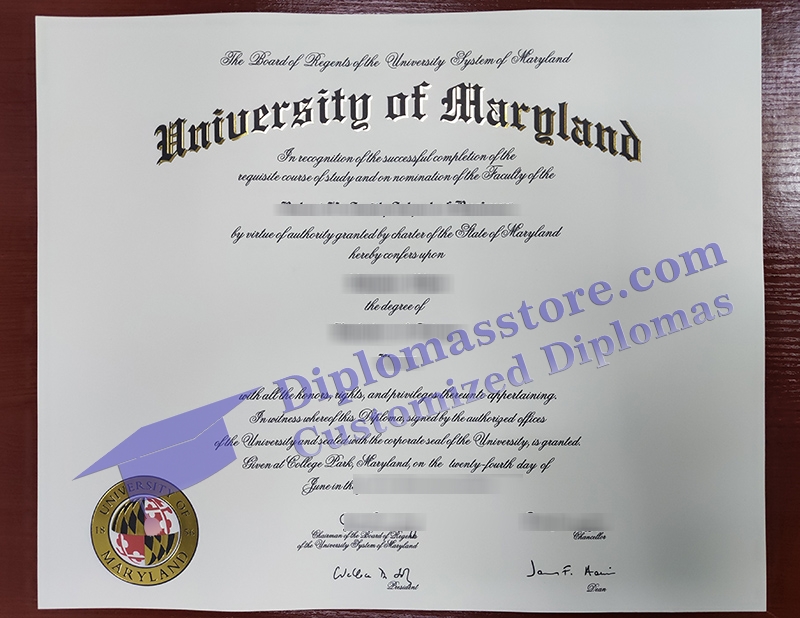 The Board of Regents of the University System of Maryland
University of Maryland
In recognition of the successful completion of the
requisite course of study and on nomination of the Faculty of the
by virtue of authority granted by charter of the State of Maryland
hereby confers upon
the degree of
Diplomasstore.com
Customized Diplomas
with all the honors, rights, and privileges thereunto appertaining.
In witness whereof this Diploma, signed by the authorized offices
of the University and sealed with the corporate seal of the University, is granted.
Given at College Park, Maryland, on the twenty-fourth day of
June in th
UNIVERSITY OF
MARYLAND
Chairman of the Board of Regents
of the University System of Maryland
Chancellor
President
Dean